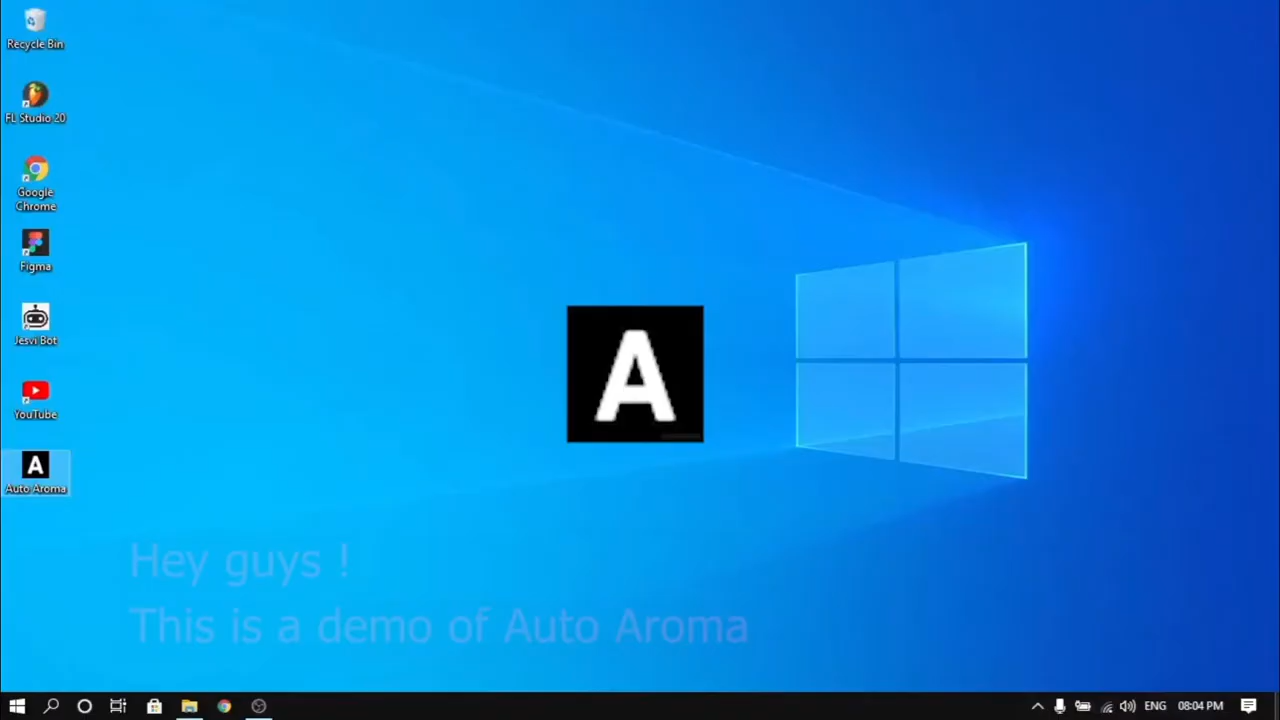 Recycle Bin
FL Studio 20
Google
Chrome
Figma
Jesvi Bot
YouTube
A
Auto Aroma
A
Hey guys !
This is a demo of Auto Aroma
ENG
08:04 PM